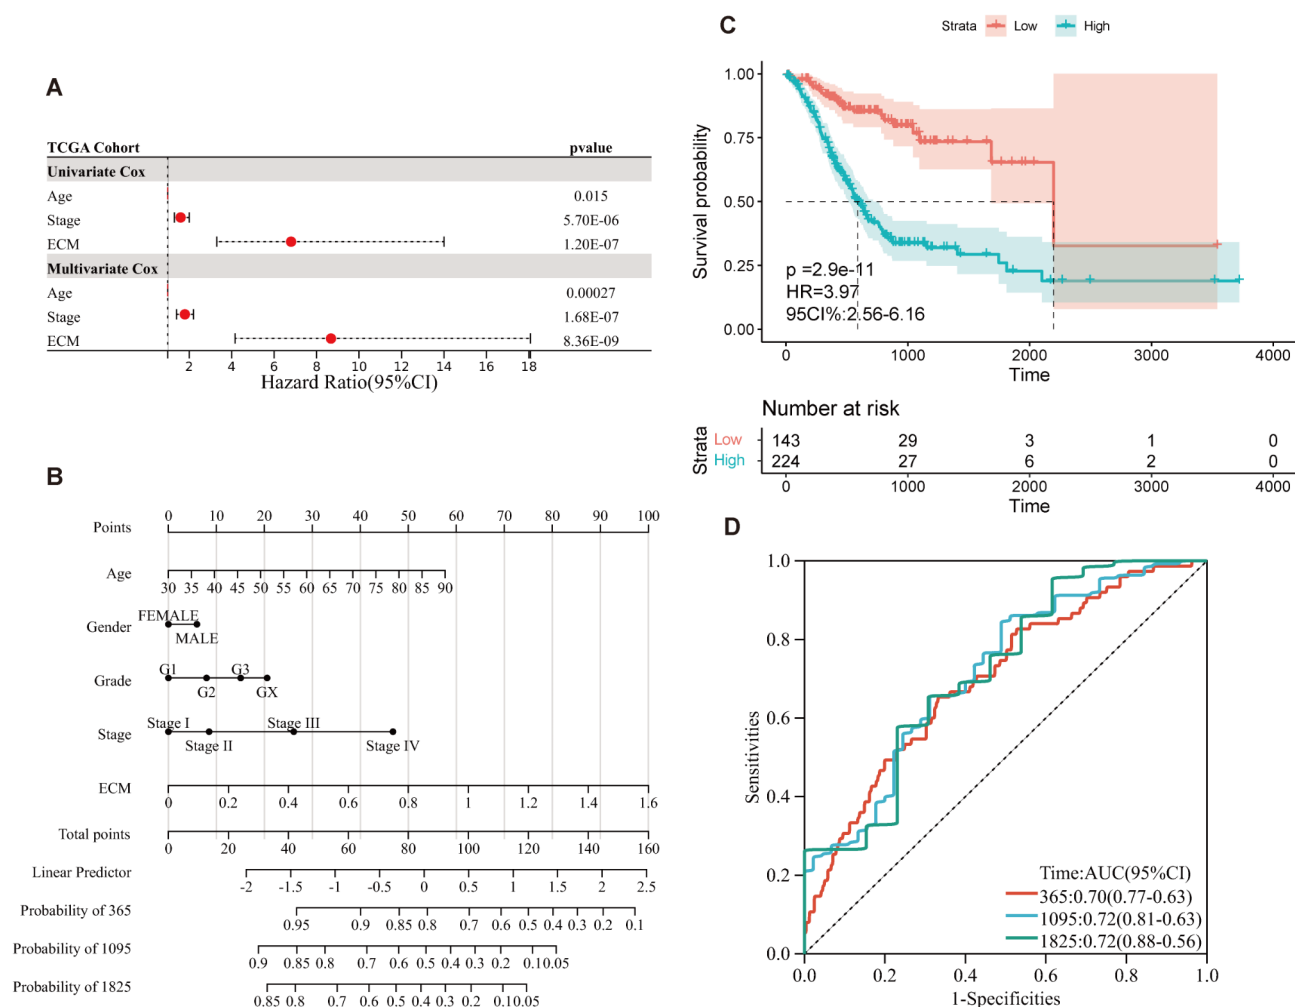 A
TCGA Cohort pvalue
Univariate Cox
Age 0.015
Stage 5.70E-06
ECM 1.20E-07
Multivariate Cox
Age 0.00027
Stage 1.68E-07
ECM 8.36E-09
2 4 6 8 10 12 14 16 18
Hazard Ratio(95%CI)
B
Points 0 10 20 30 40 50 60 70 80 90 100
Age 30 35 40 45 50 55 60 65 70 75 80 85 90
Gender FEMALE MALE
Grade G1 G2 G3 GX
Stage Stage I Stage II Stage III Stage IV
ECM 0 0.2 0.4 0.6 0.8 1 1.2 1.4 1.6
Total points 0 20 40 60 80 100 120 140 160
Linear Predictor -2 -1.5 -1 -0.5 0 0.5 1 1.5 2 2.5
Probability of 365 0.95 0.9 0.85 0.8 0.7 0.6 0.5 0.4 0.3 0.2 0.1
Probability of 1095 0.9 0.85 0.8 0.7 0.6 0.5 0.4 0.3 0.2 0.10.05
Probability of 1825 0.85 0.8 0.7 0.6 0.5 0.4 0.3 0.2 0.10.05
C
Strata Low High
Survival probability
1.00
0.75
0.50
0.25
0.00
p =2.9e-11
HR=3.97
95CI%:2.56-6.16
0 1000 2000 3000 4000
Time
Number at risk
Strata
Low 143 29 3 1 0
High 224 27 6 2 0
0 1000 2000 3000 4000
Time
D
Sensitivities
1.0
0.8
0.6
0.4
0.2
0.0
Time:AUC(95%CI)
365:0.70(0.77-0.63)
1095:0.72(0.81-0.63)
1825:0.72(0.88-0.56)
0.0 0.2 0.4 0.6 0.8 1.0
1-Specificities